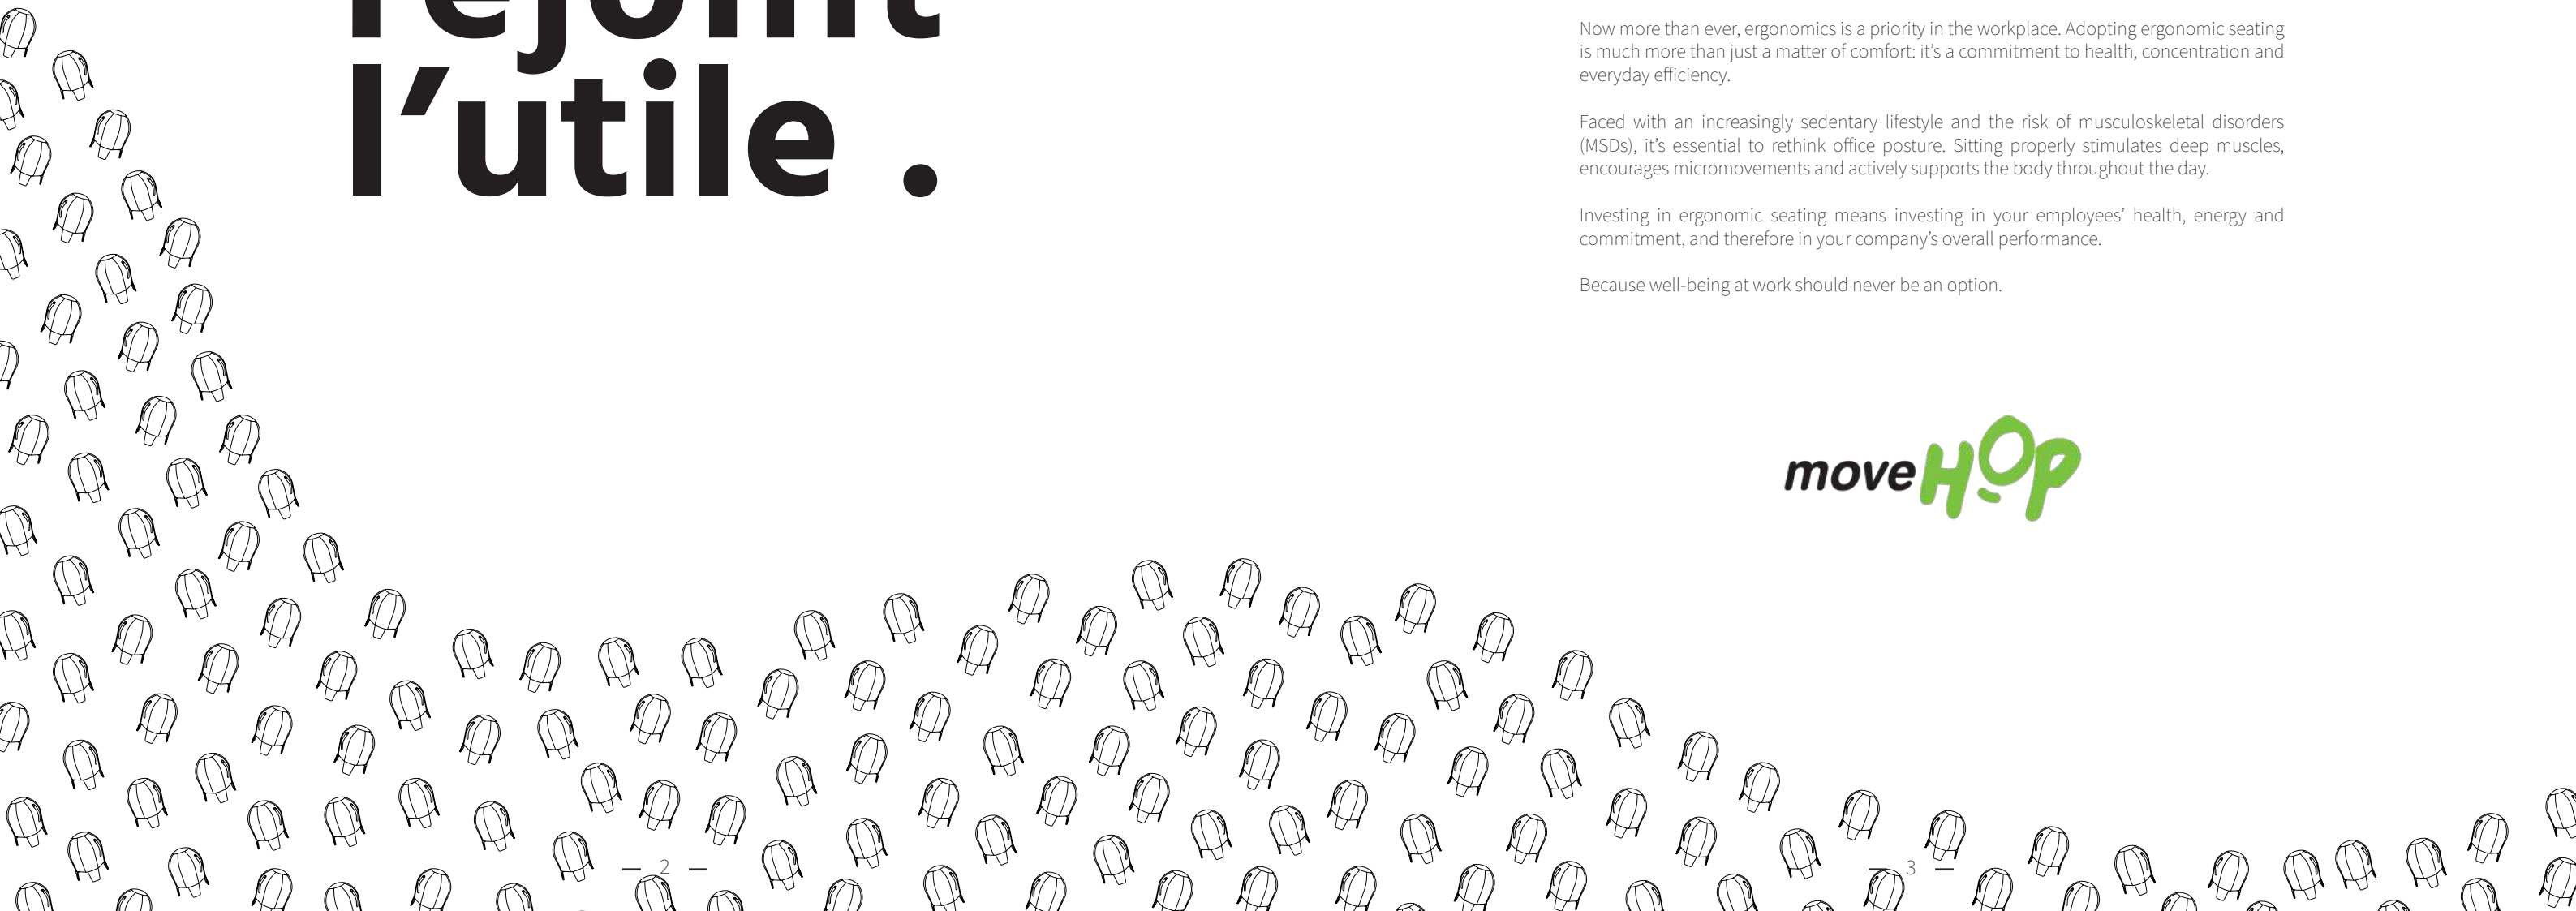 rejoint
l’utile .
Now more than ever, ergonomics is a priority in the workplace. Adopting ergonomic seating
is much more than just a matter of comfort: it’s a commitment to health, concentration and
everyday efficiency.
Faced with an increasingly sedentary lifestyle and the risk of musculoskeletal disorders
(MSDs), it’s essential to rethink office posture. Sitting properly stimulates deep muscles,
encourages micromovements and actively supports the body throughout the day.
Investing in ergonomic seating means investing in your employees’ health, energy and
commitment, and therefore in your company’s overall performance.
Because well-being at work should never be an option.
move HOP
2
3